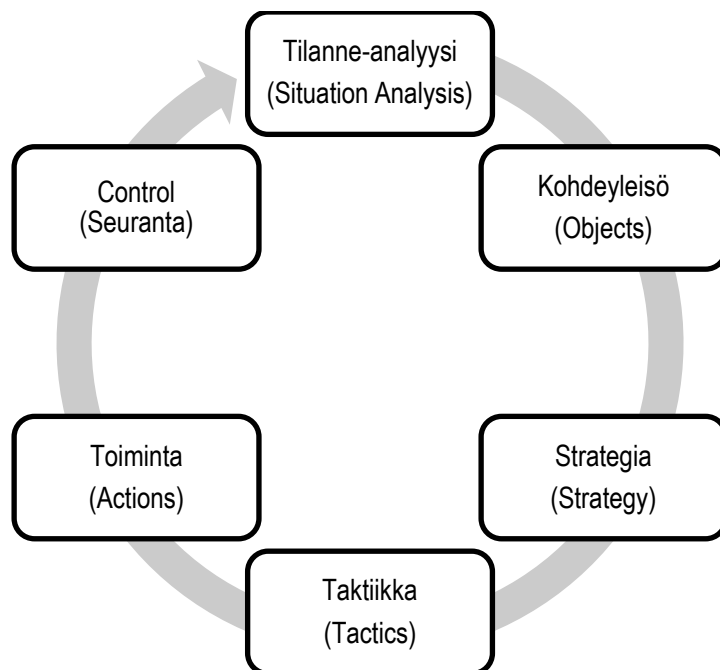 Tilanne-analyysi
(Situation Analysis)
Kohdeyleisö
(Objects)
Strategia
(Strategy)
Taktiikka
(Tactics)
Toiminta
(Actions)
Control
(Seuranta)